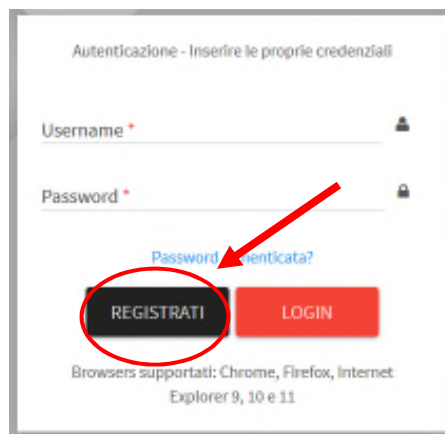 Autenticazione - Inserire le proprie credenziali
Username *
Password *
Password
REGISTRATI
LOGIN
Browsers supportati: Chrome, Firefox, Internet
Explorer 9, 10 e 11